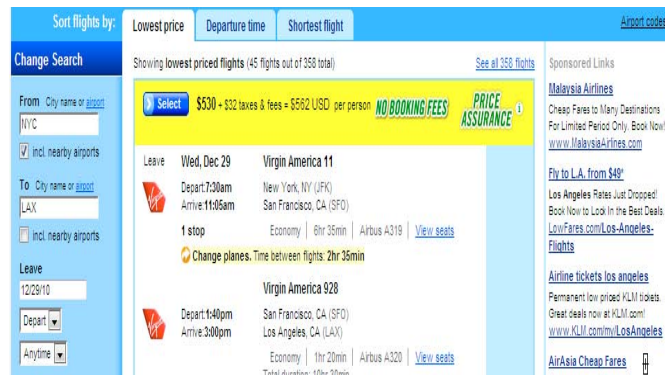 Sort flights by:
Lowest price
Departure time
Shortest flight
Airport codes
Change Search
From City name or airport
NYC
incl. nearby airports
To City name or airport
LAX
incl. nearby airports
Leave
12/29/10
Depart
Anytime
Showing lowest priced flights (45 flights out of 358 total)
See all 358 flights
Select
$530 + $32 taxes & fees = $562 USD per person
NO BOOKING FEES
PRICE
ASSURANCE
Leave Wed, Dec 29 Virgin America 11
Depart:7:30am New York, NY (JFK)
Arrive:11:05am San Francisco, CA (SFO)
1 stop Economy | 6hr 35min | Airbus A319 | View seats
Change planes. Time between flights: 2hr 35min
Virgin America 928
Depart:1:40pm San Francisco, CA (SFO)
Arrive:3:00pm Los Angeles, CA (LAX)
Economy | 1hr 20min | Airbus A320 | View seats
Total duration: 10hr 30min
Sponsored Links
Malaysia Airlines
Cheap Fares to Many Destinations
For Limited Period Only. Book Now!
www.MalaysiaAirlines.com
Fly to L.A. from $49*
Los Angeles Rates Just Dropped!
Book Now to Lock In the Best Deals.
LowFares.com/Los-Angeles-
Flights
Airline tickets los angeles
Permanent low priced KLM tickets.
Great deals now at KLM.com!
www.KLM.com/my/LosAngeles
AirAsia Cheap Fares